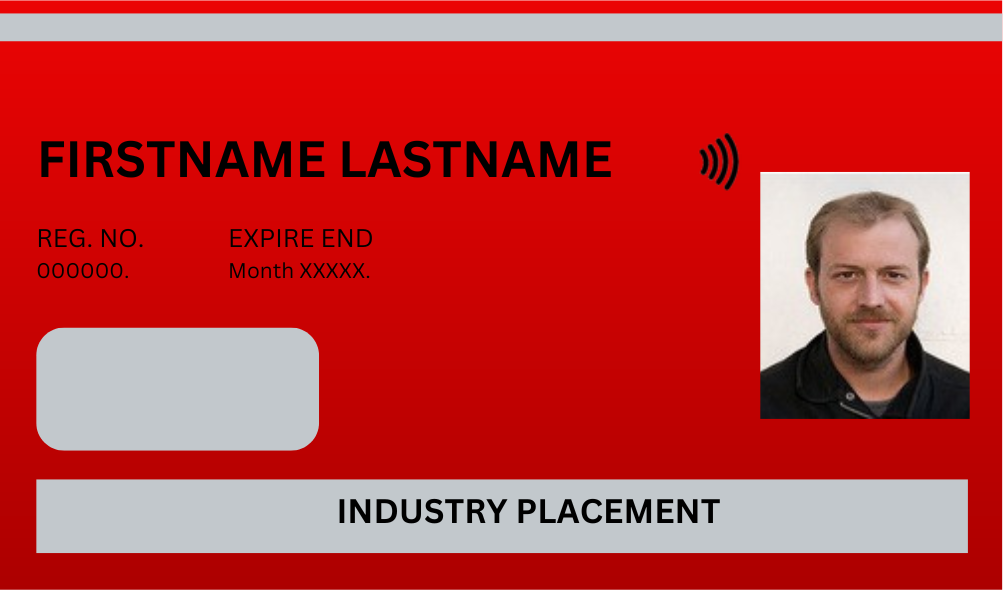 FIRSTNAME LASTNAME
REG. NO. EXPIRE END
000000. Month XXXXX.
INDUSTRY PLACEMENT